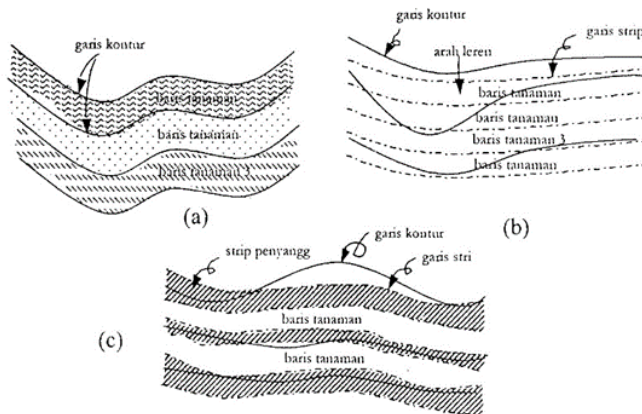 garis kontur
baris tanaman
baris tanaman
baris tanaman 3
(a)
garis kontur
garis strip
arah leren
baris tanaman
baris tanaman
baris tanaman 3
baris tanaman
(b)
strip penyangg
garis kontur
garis stri
baris tanaman
baris tanaman
(c)